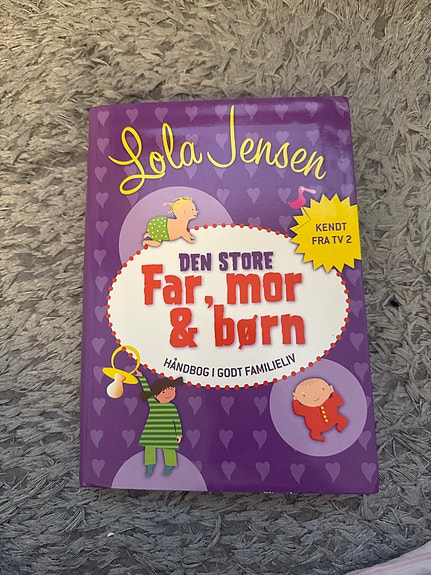 Lola Jensen
KENDT
FRA TV 2
DEN STORE
Far, mor
& børn
HÅNDBOG I GODT FAMILIELIV